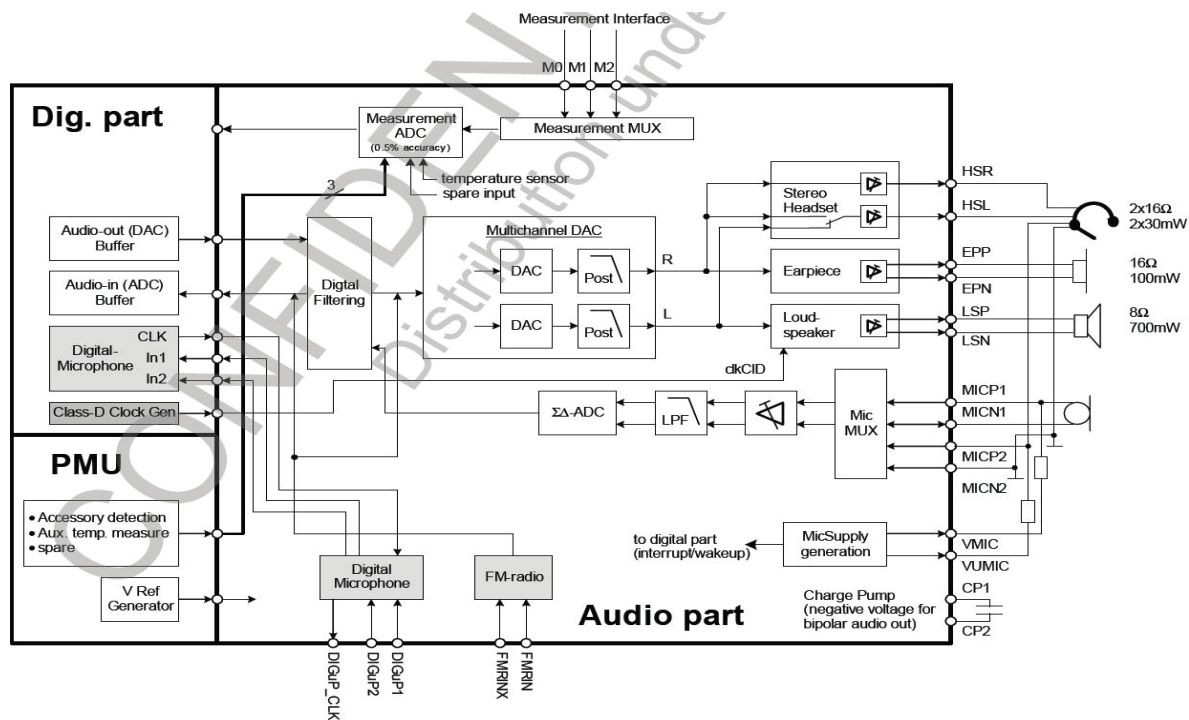 Measurement Interface
M0 M1 M2
Dig. part
Measurement
ADC
(0.5% accuracy)
Measurement MUX
3
temperature sensor
spare input
Audio-out (DAC)
Buffer
Audio-in (ADC)
Buffer
Digital-
Microphone
CLK
In1
In2
Class-D Clock Gen
Digtal
Filtering
Multichannel DAC
DAC
Post
R
DAC
Post
L
Stereo
Headset
Earpiece
Loud-
speaker
clkCID
HSR
HSL
2x16Ω
2x30mW
EPP
EPN
16Ω
100mW
LSP
LSN
8Ω
700mW
ΣΔ-ADC
LPF
Mic
MUX
MICP1
MICN1
MICP2
MICN2
PMU
• Accessory detection
• Aux. temp. measure
• spare
V Ref
Generator
Digital
Microphone
FM-radio
to digital part
(interrupt/wakeup)
MicSupply
generation
VMIC
VUMIC
Audio part
Charge Pump
(negative voltage for
bipolar audio out)
CP1
CP2
DIGuP_CLK
DIGuP2
DIGuP1
FMRINX
FMRIN
CONFIDENT
Distribution unde